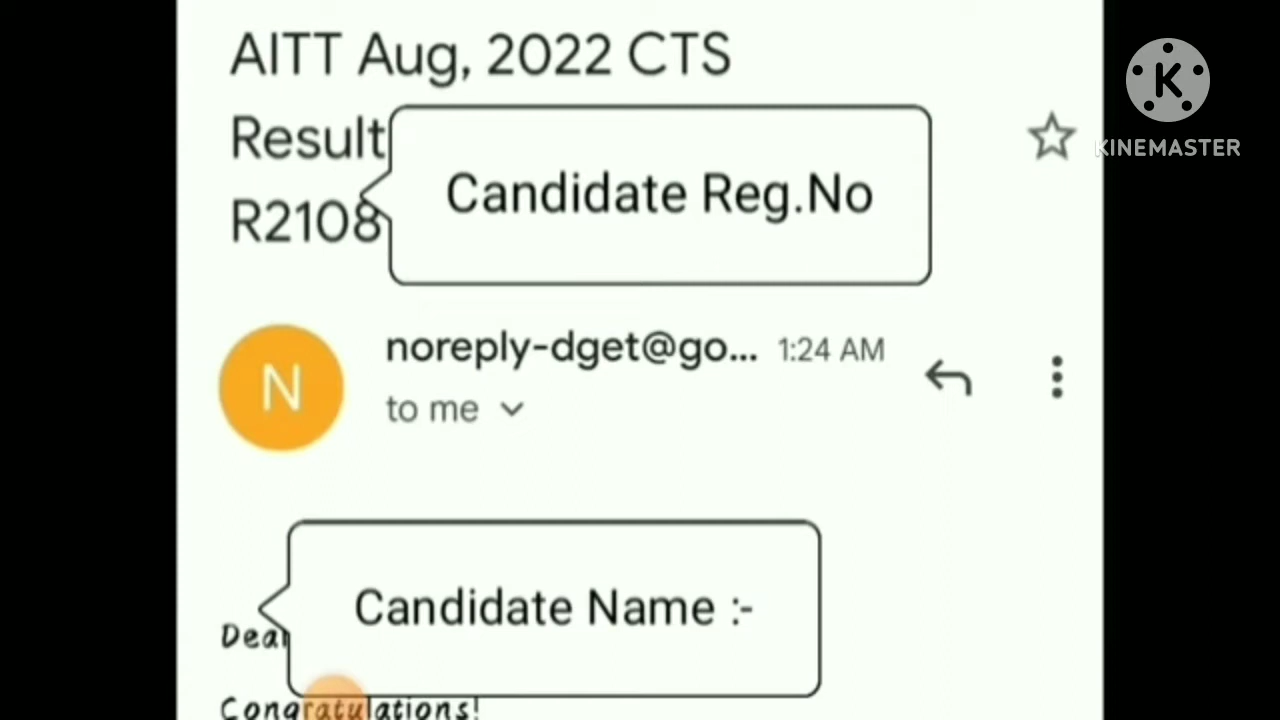 AITT Aug, 2022 CTS
Result
R2108
Candidate Reg.No
K
KINEMASTER
N
noreply-dget@go... 1:24 AM
to me
Candidate Name :-
Dear
Congratulations!